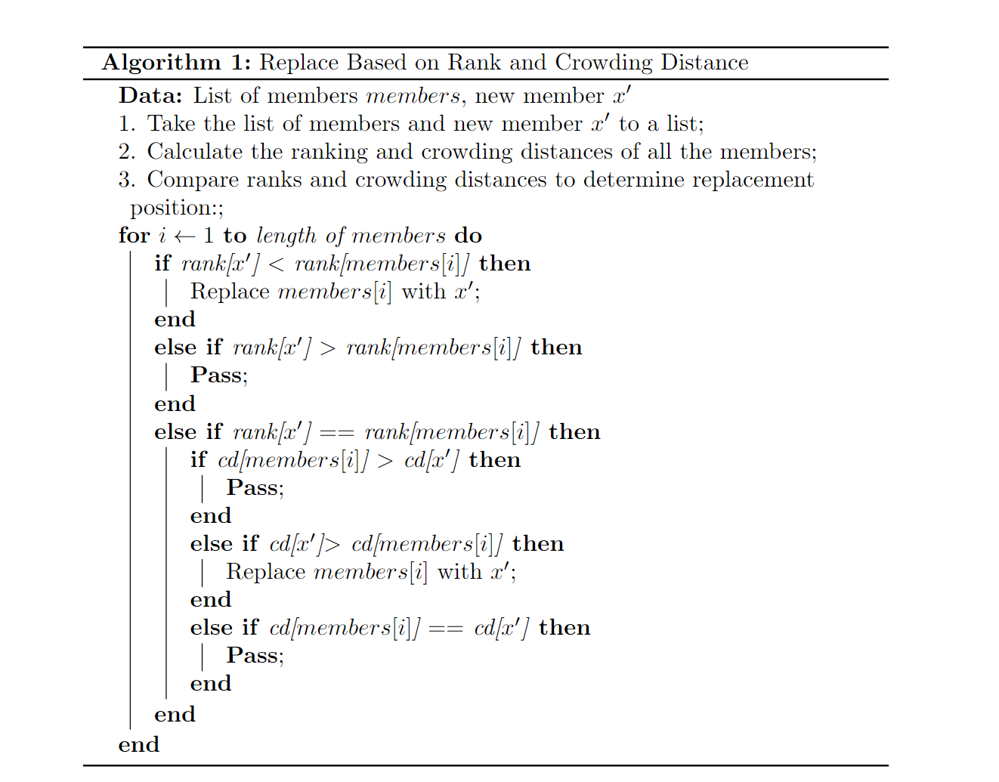 Algorithm 1: Replace Based on Rank and Crowding Distance
Data: List of members members, new member x′
1. Take the list of members and new member x′ to a list;
2. Calculate the ranking and crowding distances of all the members;
3. Compare ranks and crowding distances to determine replacement
position:;
for i ← 1 to length of members do
if rank[x′] < rank[members[i]] then
Replace members[i] with x′;
end
else if rank[x′] > rank[members[i]] then
Pass;
end
else if rank[x′] == rank[members[i]] then
if cd[members[i]] > cd[x′] then
Pass;
end
else if cd[x′]> cd[members[i]] then
Replace members[i] with x′;
end
else if cd[members[i]] == cd[x′] then
Pass;
end
end
end